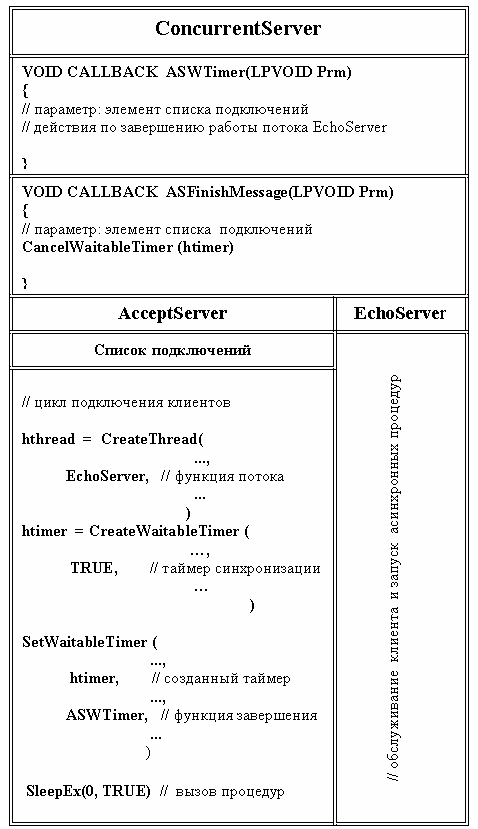 ConcurrentServer
VOID CALLBACK ASWTimer(LPVOID Prm)
{
// параметр: элемент списка подключений
// действия по завершению работы потока EchoServer
}
VOID CALLBACK ASFinishMessage(LPVOID Prm)
{
// параметр: элемент списка подключений
CancelWaitableTimer (htimer)
}
AcceptServer
EchoServer
Список подключений
// цикл подключения клиентов
hthread = CreateThread(
...,
EchoServer, // функция потока
...
)
htimer = CreateWaitableTimer (
...,
TRUE, // таймер синхронизации
...
)
SetWaitableTimer (
...,
htimer, // созданный таймер
...,
ASWTimer, // функция завершения
...
)
SleepEx(0, TRUE) // вызов процедур
// обслуживание клиента и запуск асинхронных процедур